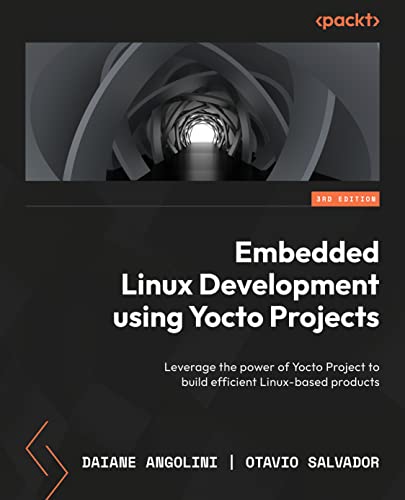 <packt>
3RD EDITION
Embedded
Linux Development
using Yocto Projects
Leverage the power of Yocto Project to
build efficient Linux-based products
DAIANE ANGOLINI | OTAVIO SALVADOR